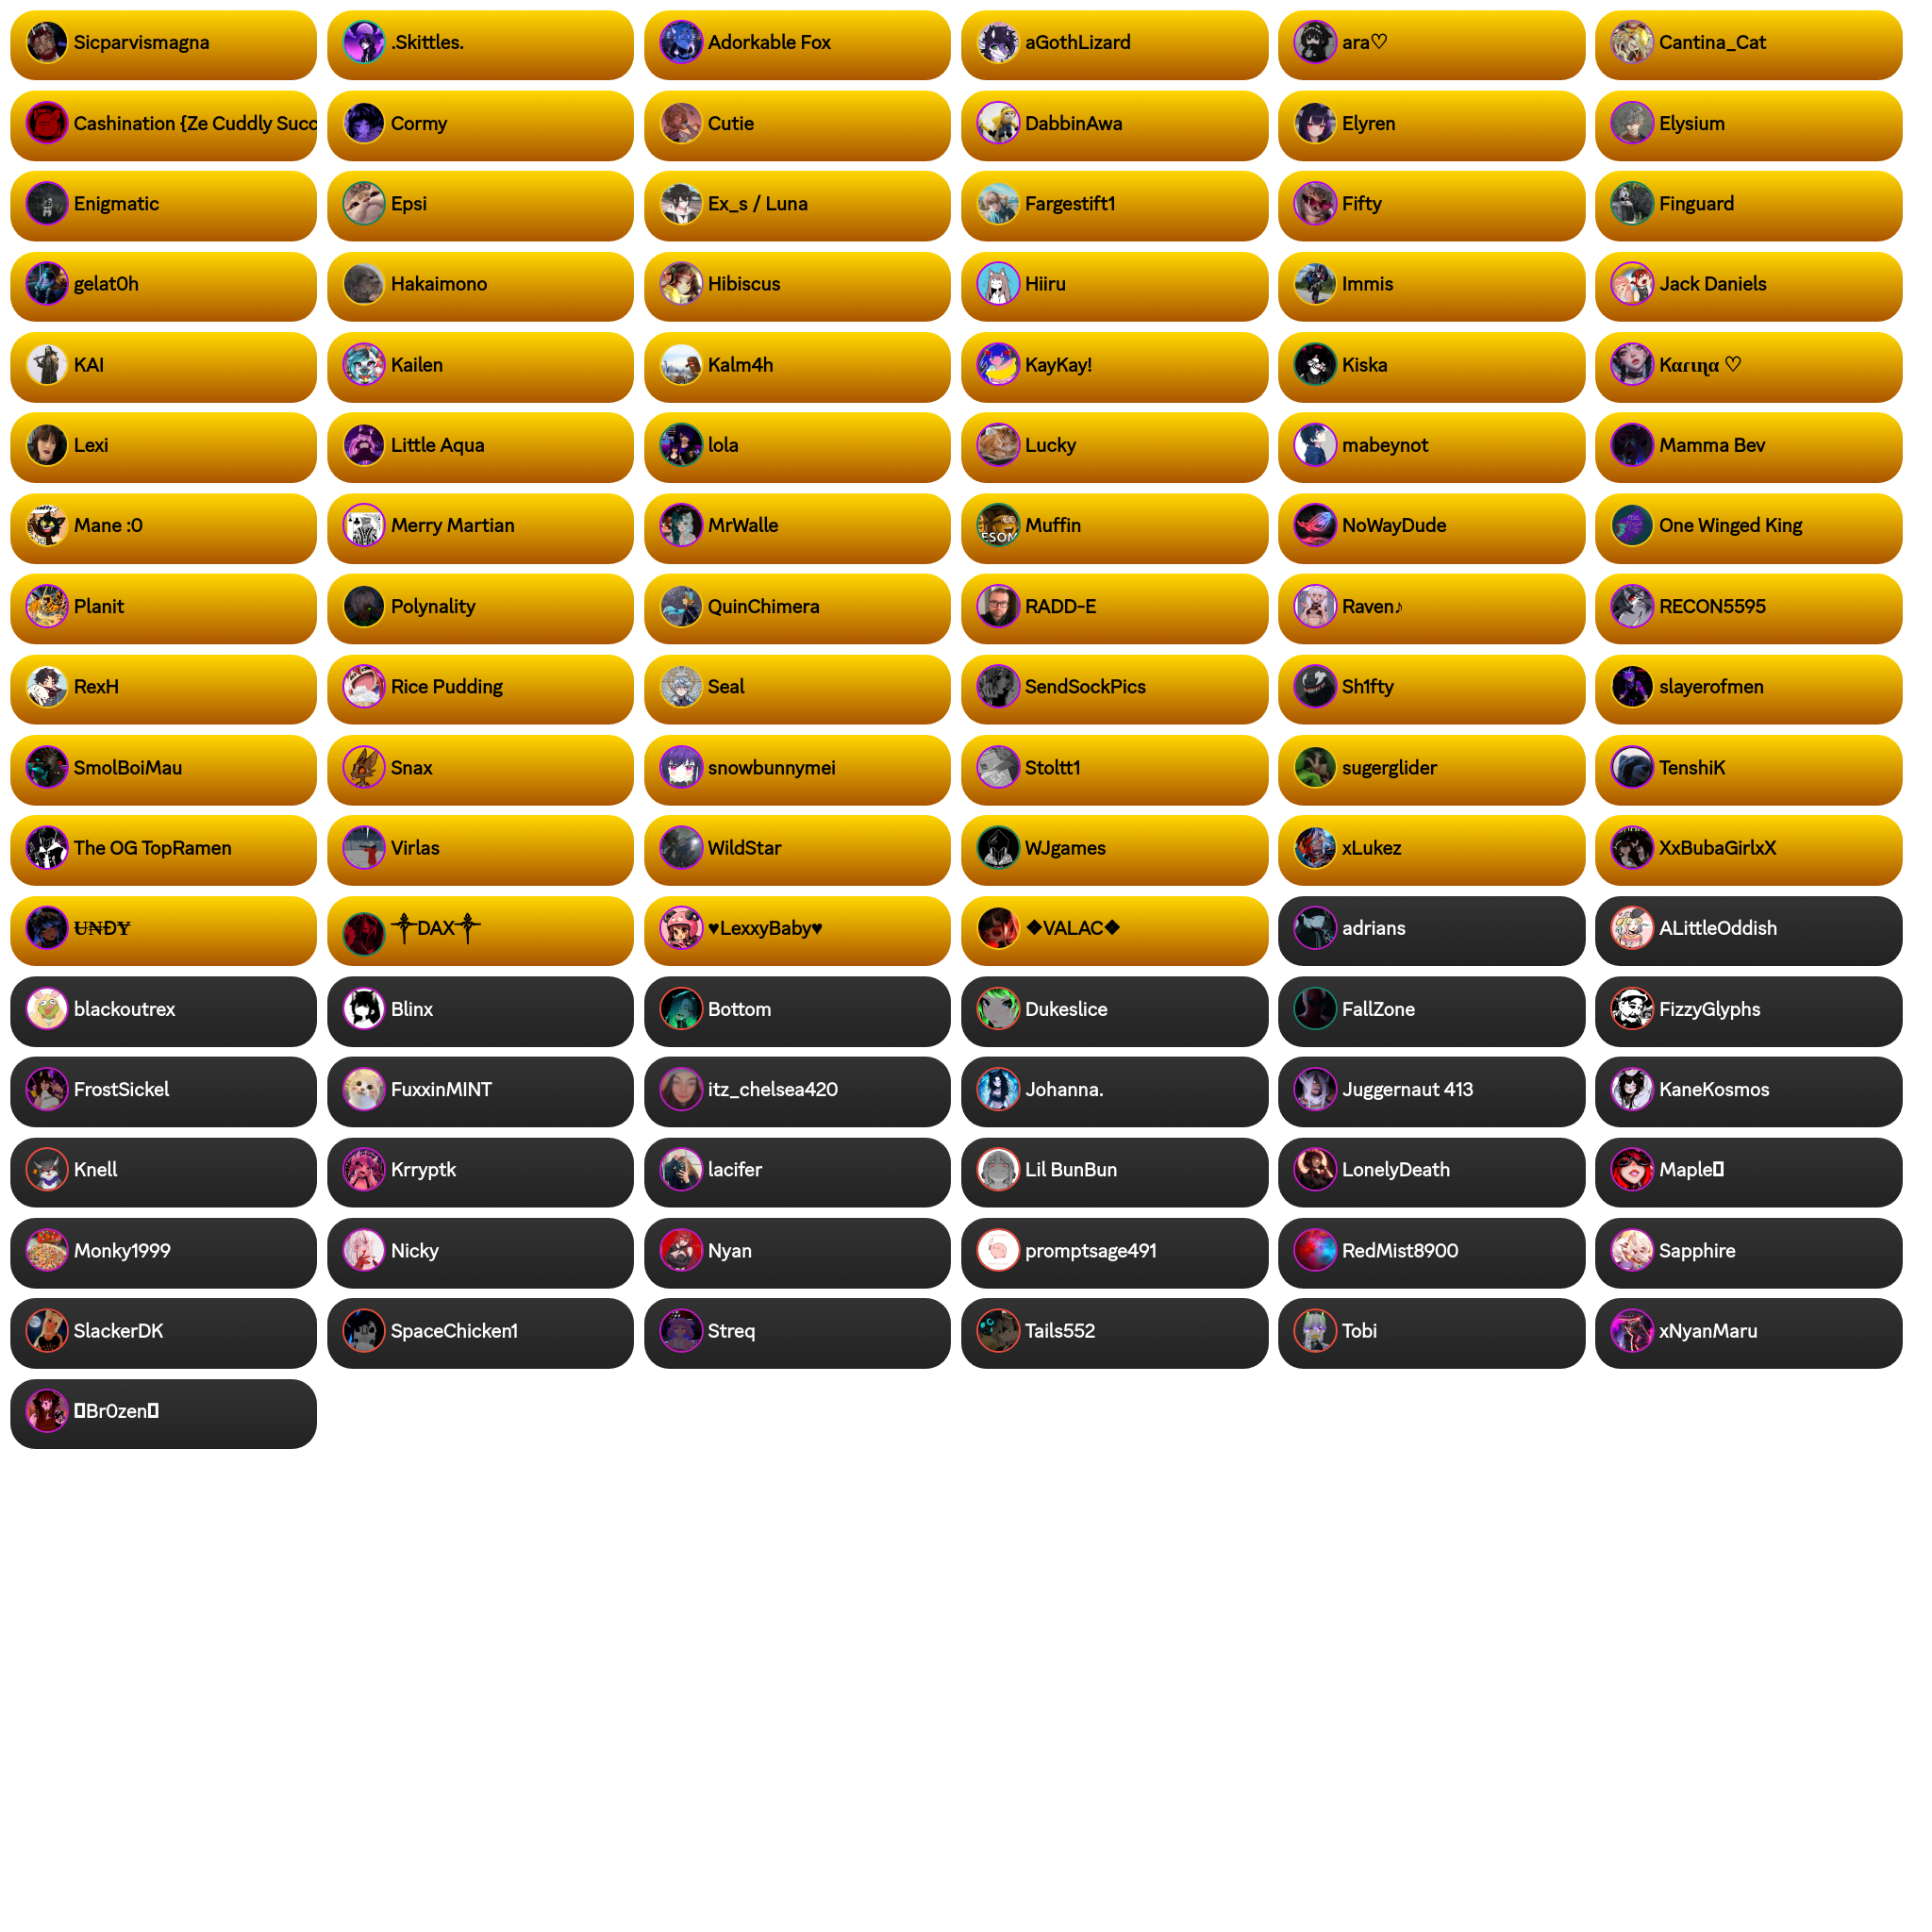 Sicparvismagna
.Skittles.
Adorkable Fox
aGothLizard
ara♡
Cantina_Cat
Cashination {Ze Cuddly Succ
Cormy
Cutie
DabbinAwa
Elyren
Elysium
Enigmatic
Epsi
Ex_s / Luna
Fargestift1
Fifty
Finguard
gelat0h
Hakaimono
Hibiscus
Hiiru
Immis
Jack Daniels
KAI
Kailen
Kalm4h
KayKay!
Kiska
Kαɾιɳα ♡
Lexi
Little Aqua
lola
Lucky
mabeynot
Mamma Bev
Mane :0
Merry Martian
MrWalle
ESOM
Muffin
NoWayDude
One Winged King
Planit
Polynality
QuinChimera
RADD-E
Raven♪
RECON5595
RexH
Rice Pudding
Seal
SendSockPics
Sh1fty
slayerofmen
SmolBoiMau
Snax
snowbunnymei
Stoltt1
sugerglider
TenshiK
The OG TopRamen
Virlas
WildStar
WJgames
xLukez
XxBubaGirlxX
ɄN̶ĐɎ
⚚DAX⚚
♥LexxyBaby♥
❖VALAC❖
adrians
ALittleOddish
blackoutrex
Blinx
Bottom
Dukeslice
FallZone
FizzyGlyphs
FrostSickel
FuxxinMINT
itz_chelsea420
Johanna.
Juggernaut 413
KaneKosmos
Knell
Krryptk
lacifer
Lil BunBun
LonelyDeath
Maple
Monky1999
Nicky
Nyan
promptsage491
RedMist8900
Sapphire
SlackerDK
SpaceChicken1
Streq
Tails552
Tobi
xNyanMaru
Br0zen